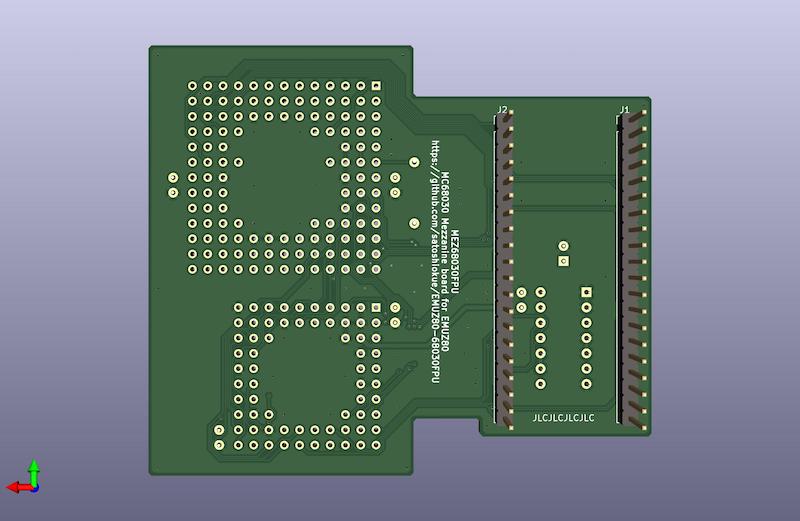 J2
J1
MEZ68030FPU
MC68030 Mezzanine board for EMUZ80
https://github.com/satoshiokue/EMUZ80-68030FPU
JLCJLCJLCJLC